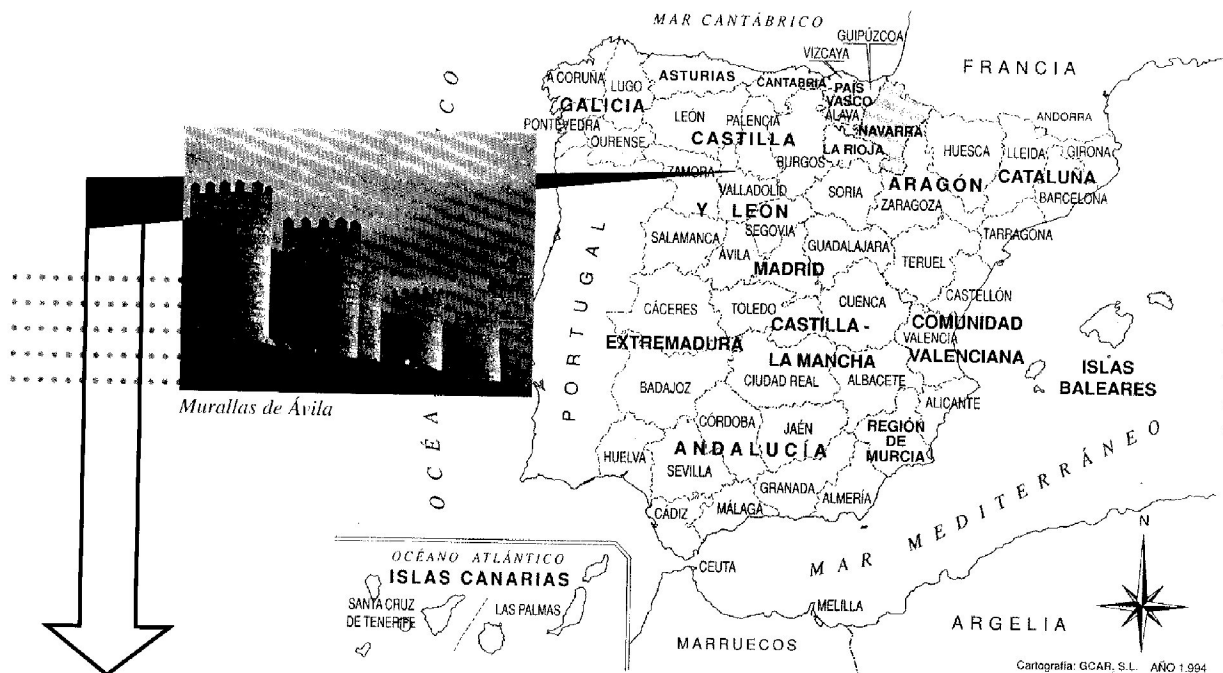 MAR CANTÁBRICO
GUIPÚZCOA
VIZCAYA
FRANCIA
A CORUÑA
LUGO
ASTURIAS
CANTABRIA
PAÍS
VASCO
ALAVA
GALICIA
LEÓN
PALENCIA
NAVARRA
ANDORRA
PONTEVEDRA
OURENSE
CASTILLA
BURGOS
LA RIOJA
HUESCA
LLEIDA
GIRONA
ZAMORA
VALLADOLID
SORIA
ARAGÓN
CATALUÑA
BARCELONA
Y LEÓN
ZARAGOZA
SEGOVIA
TARRAGONA
SALAMANCA
ÁVILA
GUADALAJARA
TERUEL
MADRID
CASTELLÓN
CÁCERES
TOLEDO
CUENCA
CASTILLA -
COMUNIDAD
VALENCIA
EXTREMADURA
LA MANCHA
VALENCIANA
ISLAS
BALEARES
BADAJOZ
CIUDAD REAL
ALBACETE
ALICANTE
PORTUGAL
Murallas de Ávila
CÓRDOBA
JAÉN
REGIÓN
DE
MURCIA
ANDALUCÍA
HUELVA
SEVILLA
GRANADA
ALMERÍA
CÁDIZ
MÁLAGA
MAR MEDITERRÁNEO
OCÉANO ATLÁNTICO
ISLAS CANARIAS
SANTA CRUZ
DE TENERIFE
LAS PALMAS
CEUTA
MELILLA
MARRUECOS
ARGELIA
N
Cartografía: GCAR, S.L. AÑO 1.994